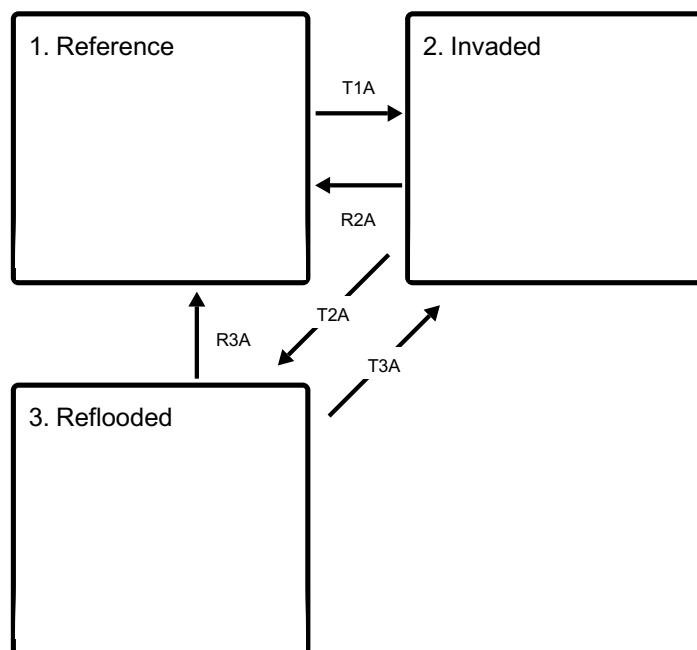 1. Reference
2. Invaded
T1A
R2A
T2A
R3A
T3A
3. Reflooded